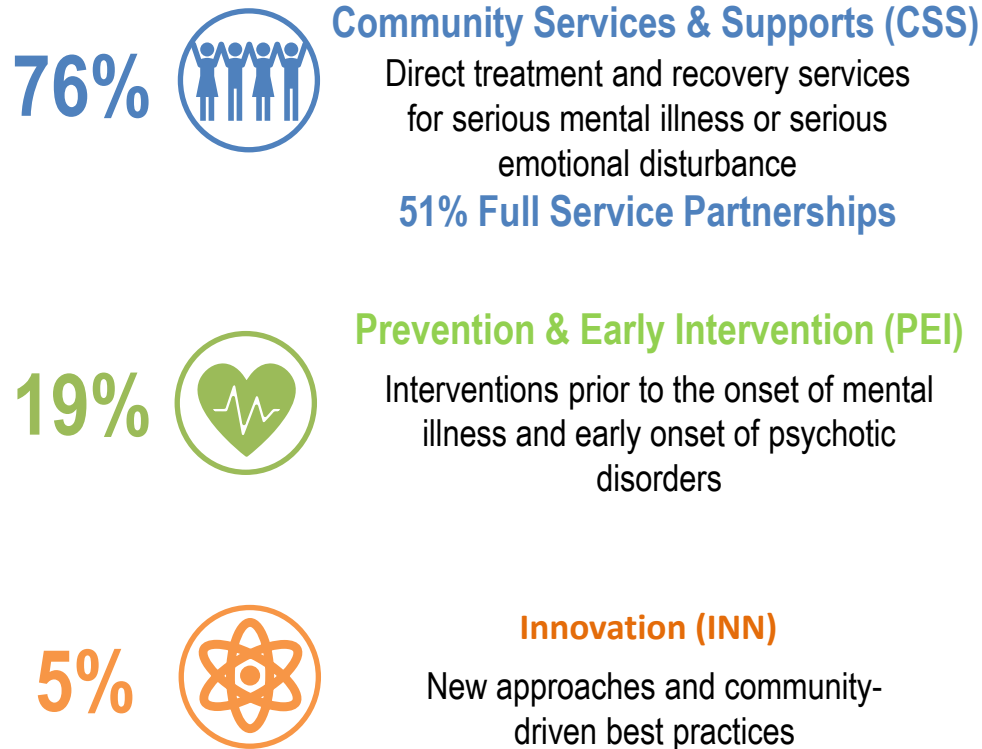 76%
Community Services & Supports (CSS)
Direct treatment and recovery services
for serious mental illness or serious
emotional disturbance
51% Full Service Partnerships
19%
Prevention & Early Intervention (PEI)
Interventions prior to the onset of mental
illness and early onset of psychotic
disorders
5%
Innovation (INN)
New approaches and community-
driven best practices